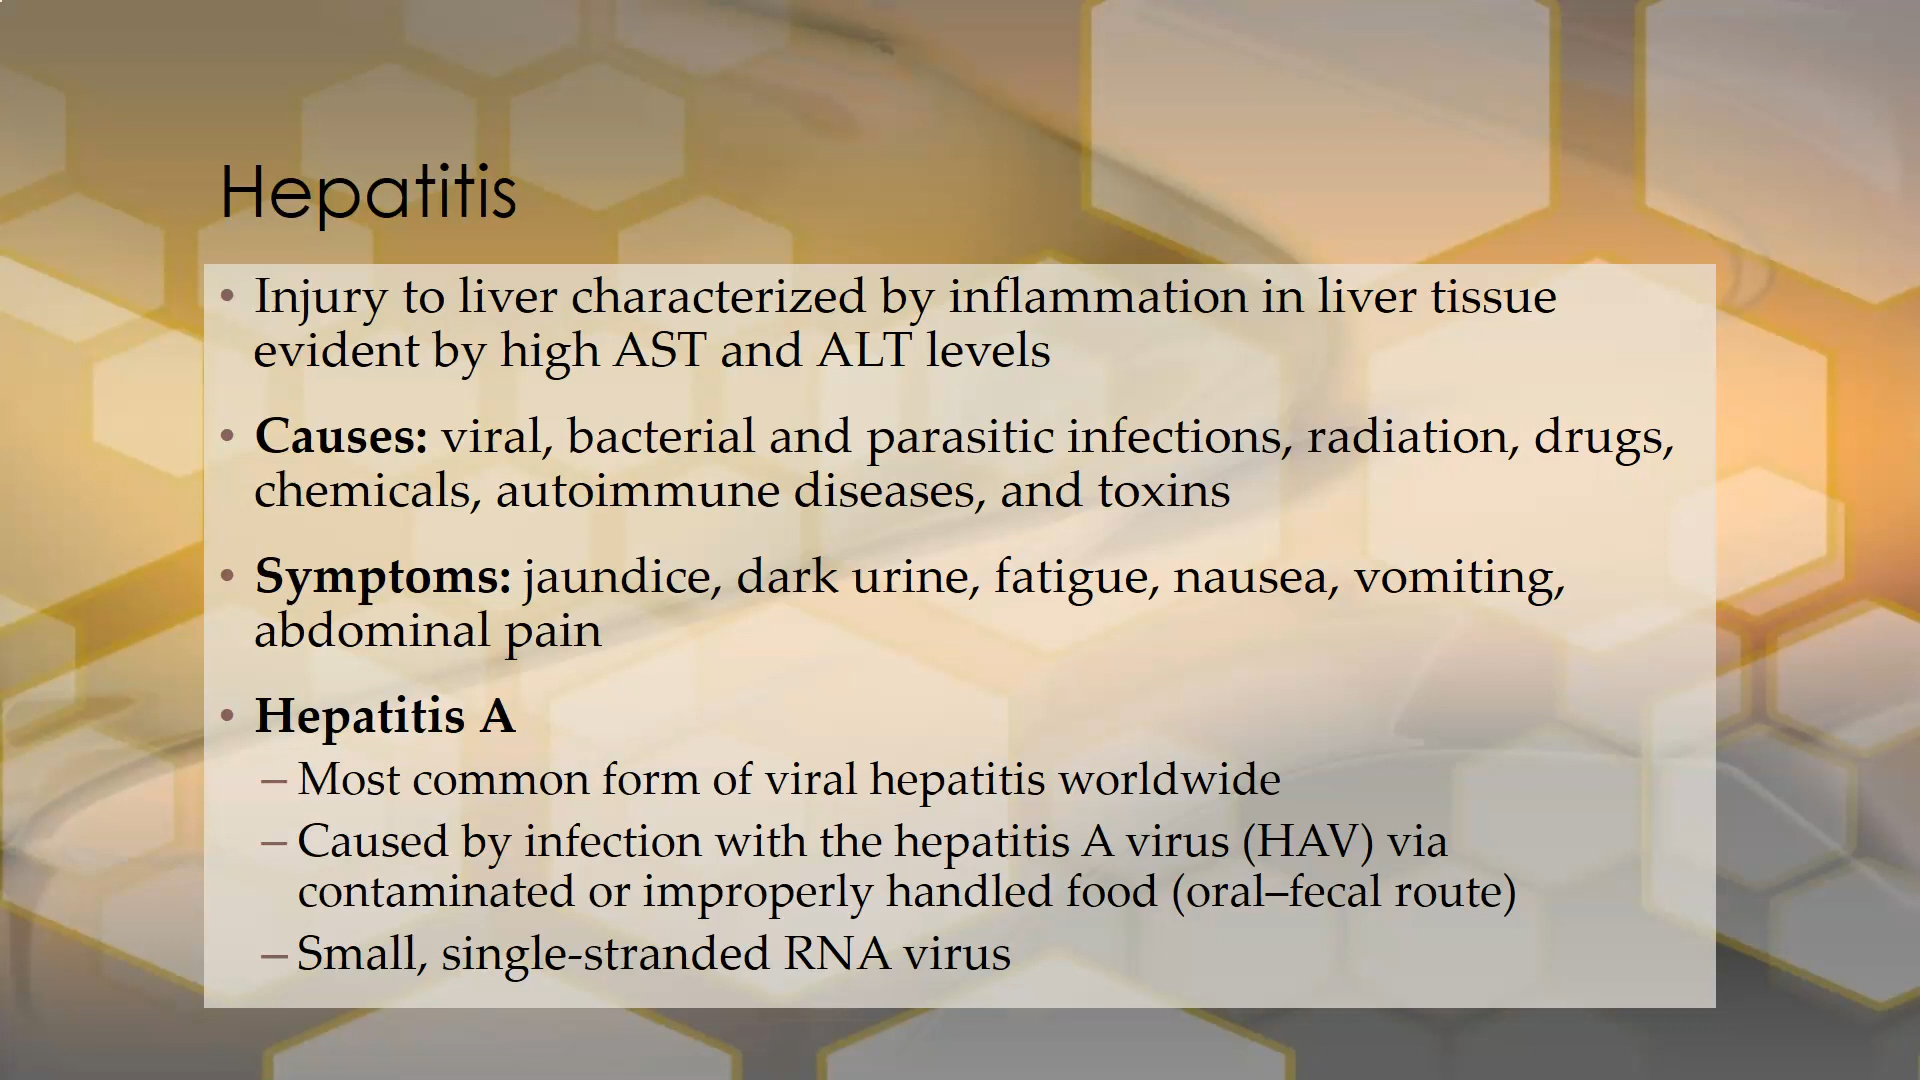 Hepatitis
• Injury to liver characterized by inflammation in liver tissue
evident by high AST and ALT levels
• Causes: viral, bacterial and parasitic infections, radiation, drugs,
chemicals, autoimmune diseases, and toxins
• Symptoms: jaundice, dark urine, fatigue, nausea, vomiting,
abdominal pain
• Hepatitis A
– Most common form of viral hepatitis worldwide
– Caused by infection with the hepatitis A virus (HAV) via
contaminated or improperly handled food (oral–fecal route)
– Small, single-stranded RNA virus